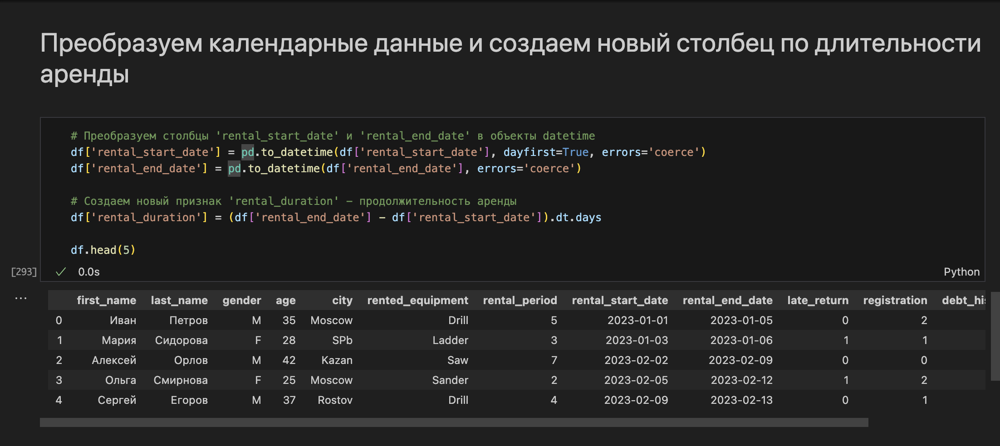 Преобразуем календарные данные и создаем новый столбец по длительности
аренды
# Преобразуем столбцы 'rental_start_date' и 'rental_end_date' в объекты datetime
df['rental_start_date'] = pd.to_datetime(df['rental_start_date'], dayfirst=True, errors='coerce')
df['rental_end_date'] = pd.to_datetime(df['rental_end_date'], errors='coerce')
# Создаем новый признак 'rental_duration' – продолжительность аренды
df['rental_duration'] = (df['rental_end_date'] - df['rental_start_date']).dt.days
df.head(5)
[293] ✓ 0.0s Python
... first_name last_name gender age city rented_equipment rental_period rental_start_date rental_end_date late_return registration debt_his
0 Иван Петров M 35 Moscow Drill 5 2023-01-01 2023-01-05 0 2
1 Мария Сидорова F 28 SPb Ladder 3 2023-01-03 2023-01-06 1 1
2 Алексей Орлов M 42 Kazan Saw 7 2023-02-02 2023-02-09 0 0
3 Ольга Смирнова F 25 Moscow Sander 2 2023-02-05 2023-02-12 1 2
4 Сергей Егоров M 37 Rostov Drill 4 2023-02-09 2023-02-13 0 1